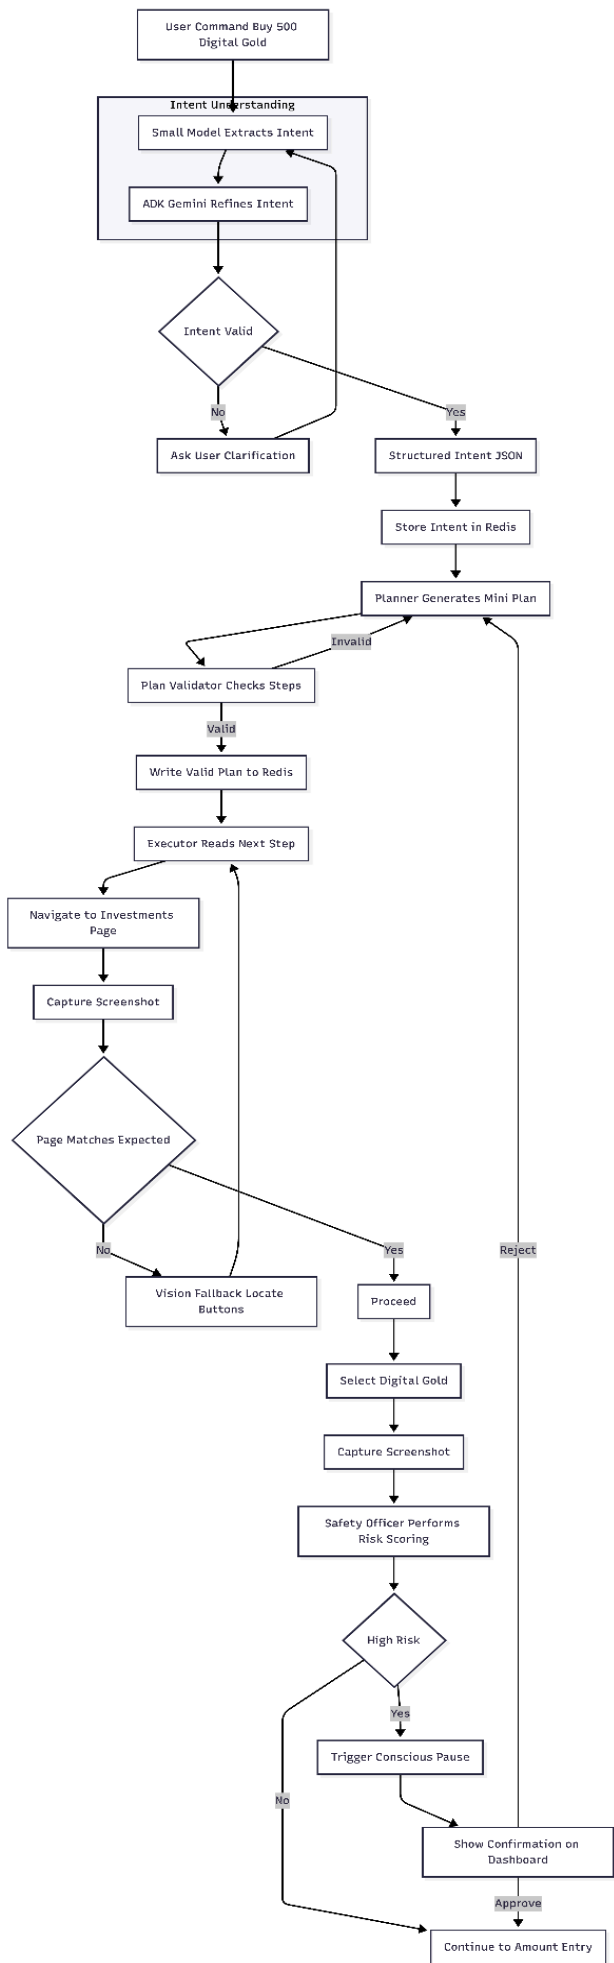 User Command Buy 500
Digital Gold
Intent Understanding
Small Model Extracts Intent
ADK Gemini Refines Intent
Intent Valid
No
Yes
Ask User Clarification
Structured Intent JSON
Store Intent in Redis
Planner Generates Mini Plan
Invalid
Plan Validator Checks Steps
Valid
Write Valid Plan to Redis
Executor Reads Next Step
Navigate to Investments
Page
Capture Screenshot
Page Matches Expected
No
Yes
Reject
Vision Fallback Locate
Buttons
Proceed
Select Digital Gold
Capture Screenshot
Safety Officer Performs
Risk Scoring
High Risk
Yes
Trigger Conscious Pause
No
Show Confirmation on
Dashboard
Approve
Continue to Amount Entry